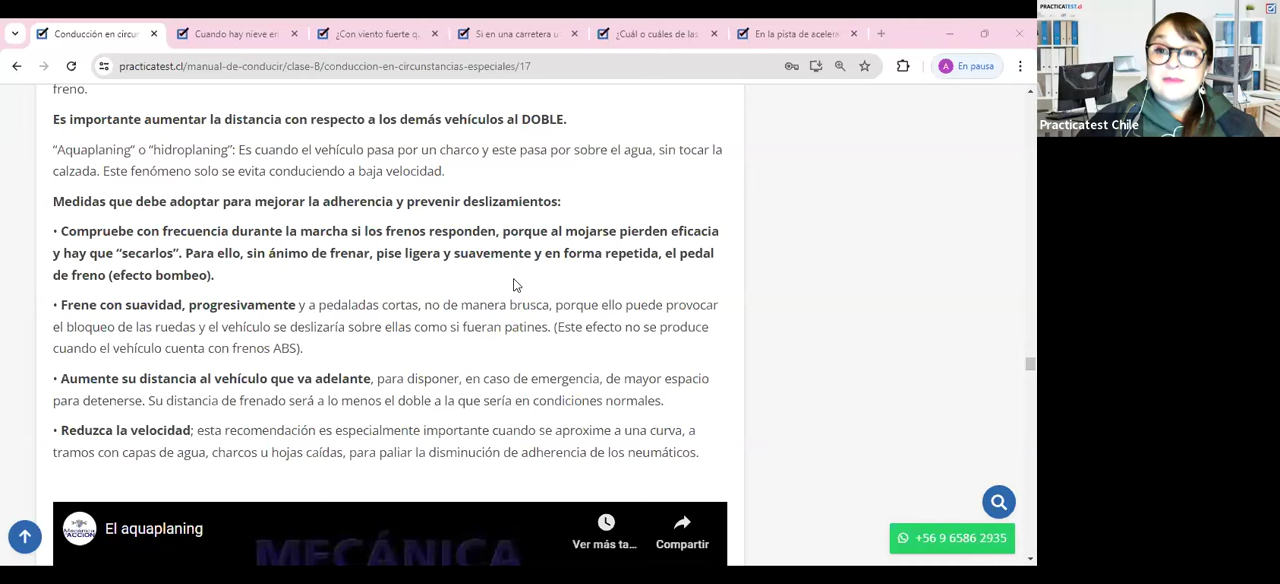 Conducción en circun
Cuando hay nieve en
¿Con viento fuerte q
Si en una carretera u
¿Cuál o cuáles de las
En la pista de acelera
practicatest.cl/manual-de-conducir/clase-B/conduccion-en-circunstancias-especiales/17
A En pausa
PRACTICATEST.cl
Practicatest Chile
freno.
Es importante aumentar la distancia con respecto a los demás vehículos al DOBLE.
“Aquaplaning“ o “hidroplaning”: Es cuando el vehículo pasa por un charco y este pasa por sobre el agua, sin tocar la
calzada. Este fenómeno solo se evita conduciendo a baja velocidad.
Medidas que debe adoptar para mejorar la adherencia y prevenir deslizamientos:
• Compruebe con frecuencia durante la marcha si los frenos responden, porque al mojarse pierden eficacia
y hay que “secarlos”. Para ello, sin ánimo de frenar, pise ligera y suavemente y en forma repetida, el pedal
de freno (efecto bombeo).
• Frene con suavidad, progresivamente y a pedaladas cortas, no de manera brusca, porque ello puede provocar
el bloqueo de las ruedas y el vehículo se deslizaría sobre ellas como si fueran patines. (Este efecto no se produce
cuando el vehículo cuenta con frenos ABS).
• Aumente su distancia al vehículo que va adelante, para disponer, en caso de emergencia, de mayor espacio
para detenerse. Su distancia de frenado será a lo menos el doble a la que sería en condiciones normales.
• Reduzca la velocidad; esta recomendación es especialmente importante cuando se aproxime a una curva, a
tramos con capas de agua, charcos u hojas caídas, para paliar la disminución de adherencia de los neumáticos.
El aquaplaning
Ver más ta...
Compartir
MECÁNICA
+56 9 6586 2935